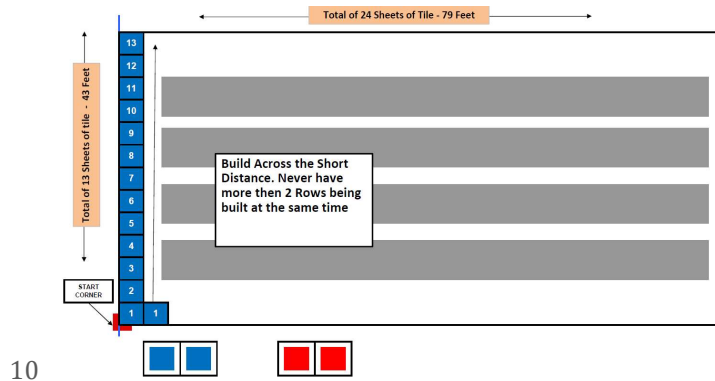 Total of 24 Sheets of Tile - 79 Feet
Total of 13 Sheets of tile - 43 Feet
13
12
11
10
9
8
7
6
5
4
3
2
1 1
Build Across the Short
Distance. Never have
more then 2 Rows being
built at the same time
START
CORNER
10